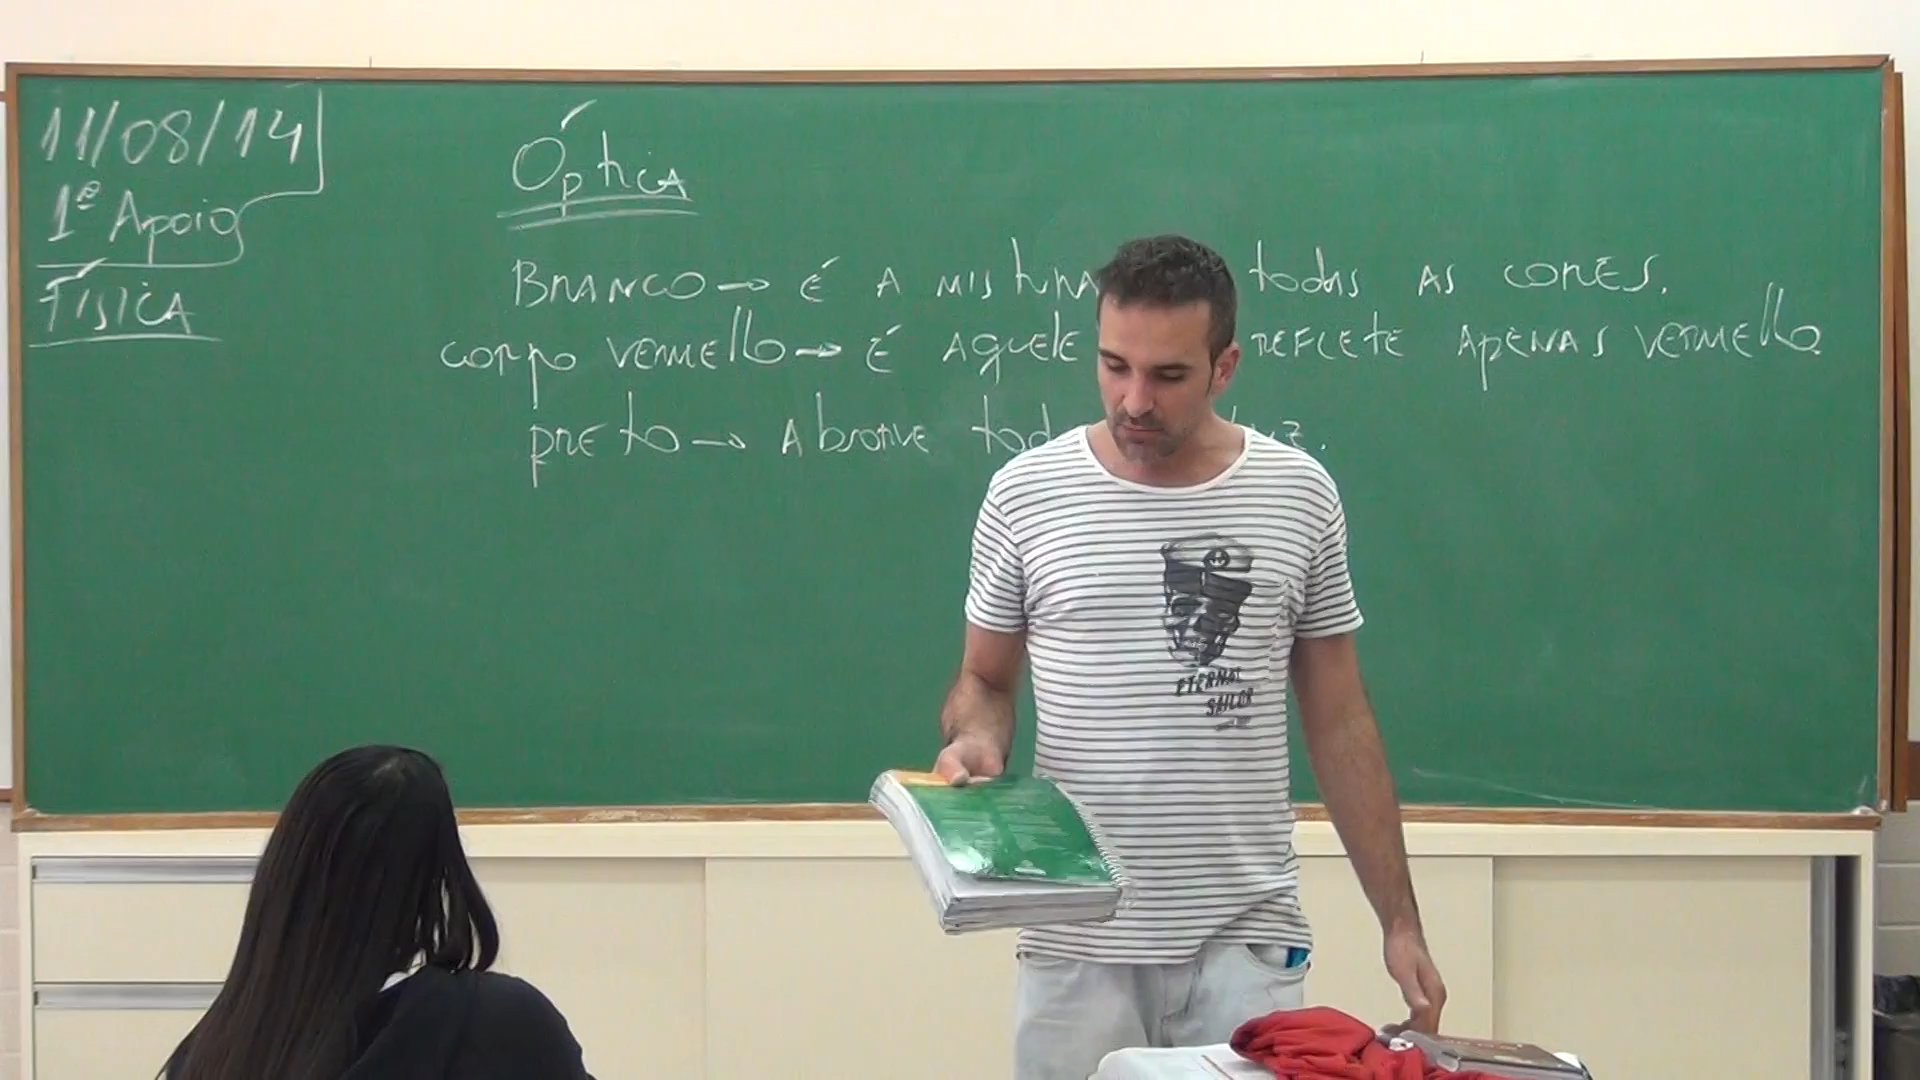 11/08/14
1º Apoio
Física
Óptica
BRANCO → É A MISTURA todas AS CORES.
corpo vermelho → É AQUELE REFLETE APENAS vermelho
preto → Absorve luz.
ETERNAL
SAILOR